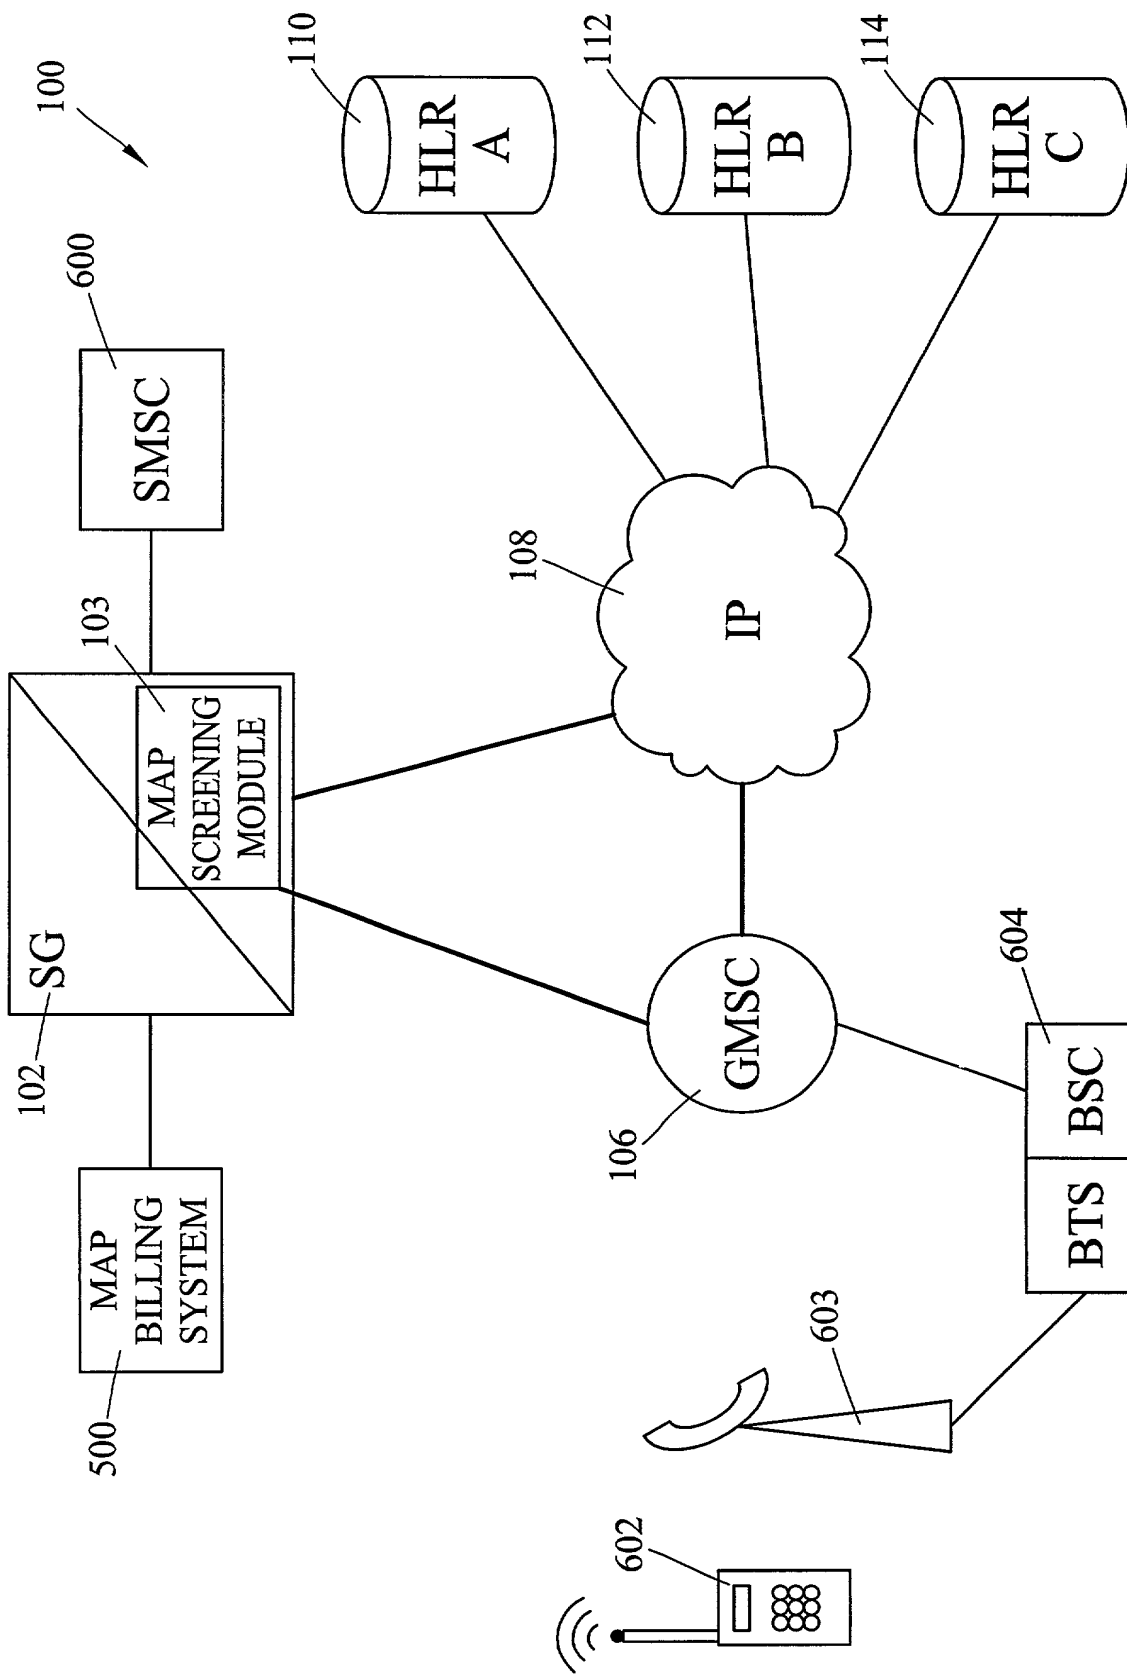 100
600
SMSC
SG
102
103
MAP
SCREENING
MODULE
MAP
BILLING
SYSTEM
500
110
HLR
A
112
HLR
B
114
HLR
C
108
IP
GMSC
106
604
BTS
BSC
603
602